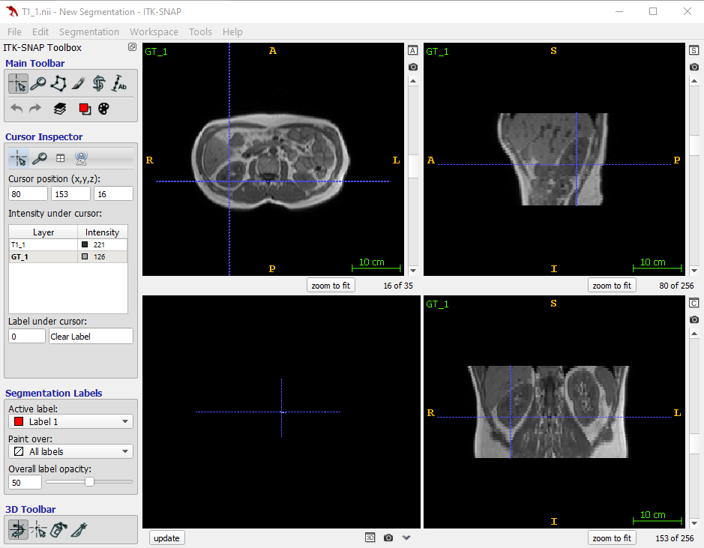 T1_1.nii - New Segmentation - ITK-SNAP
File Edit Segmentation Workspace Tools Help
ITK-SNAP Toolbox
Main Toolbar
Ab
Cursor Inspector
Cursor position (x,y,z):
80 153 16
Intensity under cursor:
Layer Intensity
T1_1 221
GT_1 126
Label under cursor:
0 Clear Label
Segmentation Labels
Active label:
Label 1
Paint over:
All labels
Overall label opacity:
50
3D Toolbar
GT_1
A
R
L
P
10 cm
A
zoom to fit
16 of 35
GT_1
S
A
P
I
10 cm
S
zoom to fit
80 of 256
update
3D
GT_1
S
R
L
I
10 cm
C
zoom to fit
153 of 256